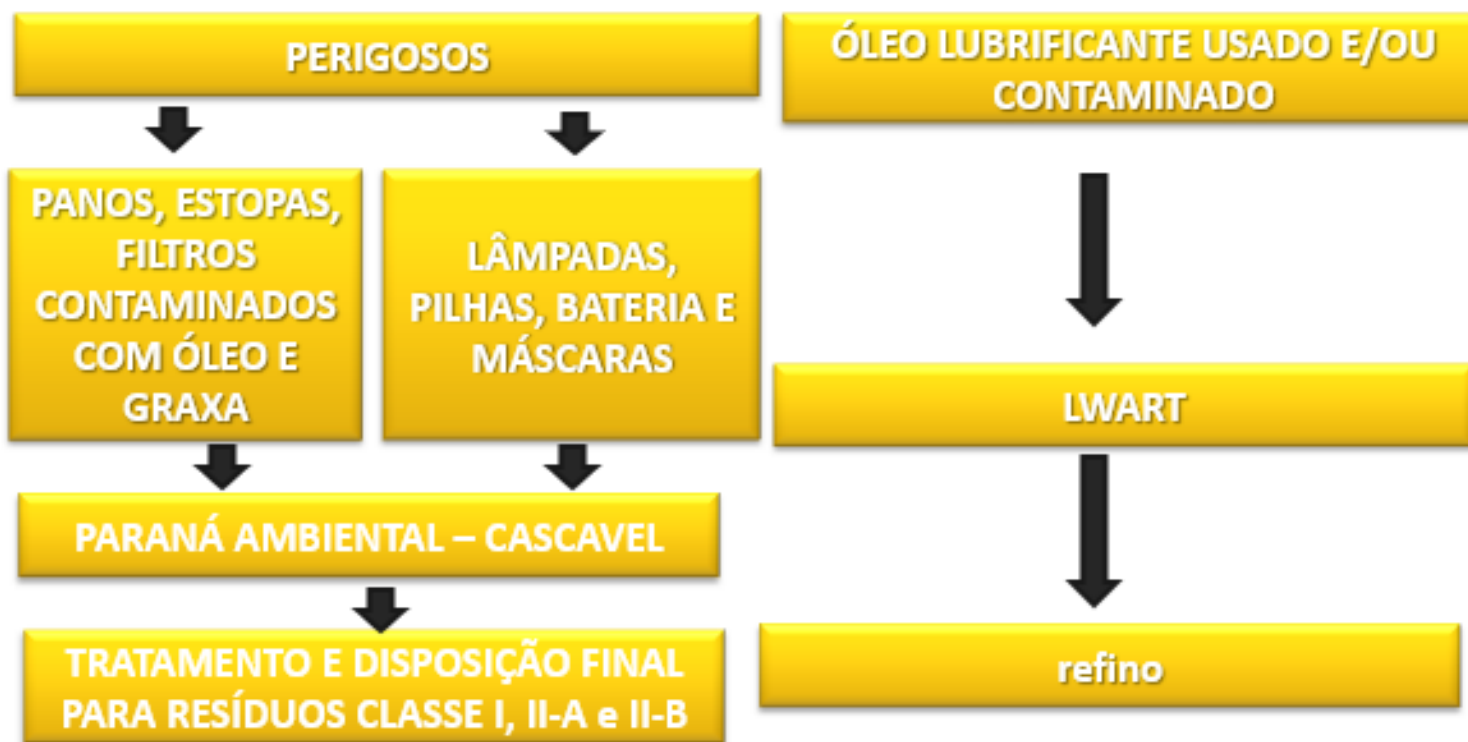 PERIGOSOS
PANOS, ESTOPAS,
FILTROS
CONTAMINADOS
COM ÓLEO E
GRAXA
LÂMPADAS,
PILHAS, BATERIA E
MÁSCARAS
PARANÁ AMBIENTAL – CASCAVEL
TRATAMENTO E DISPOSIÇÃO FINAL
PARA RESÍDUOS CLASSE I, II-A e II-B
ÓLEO LUBRIFICANTE USADO E/OU
CONTAMINADO
LWART
refino